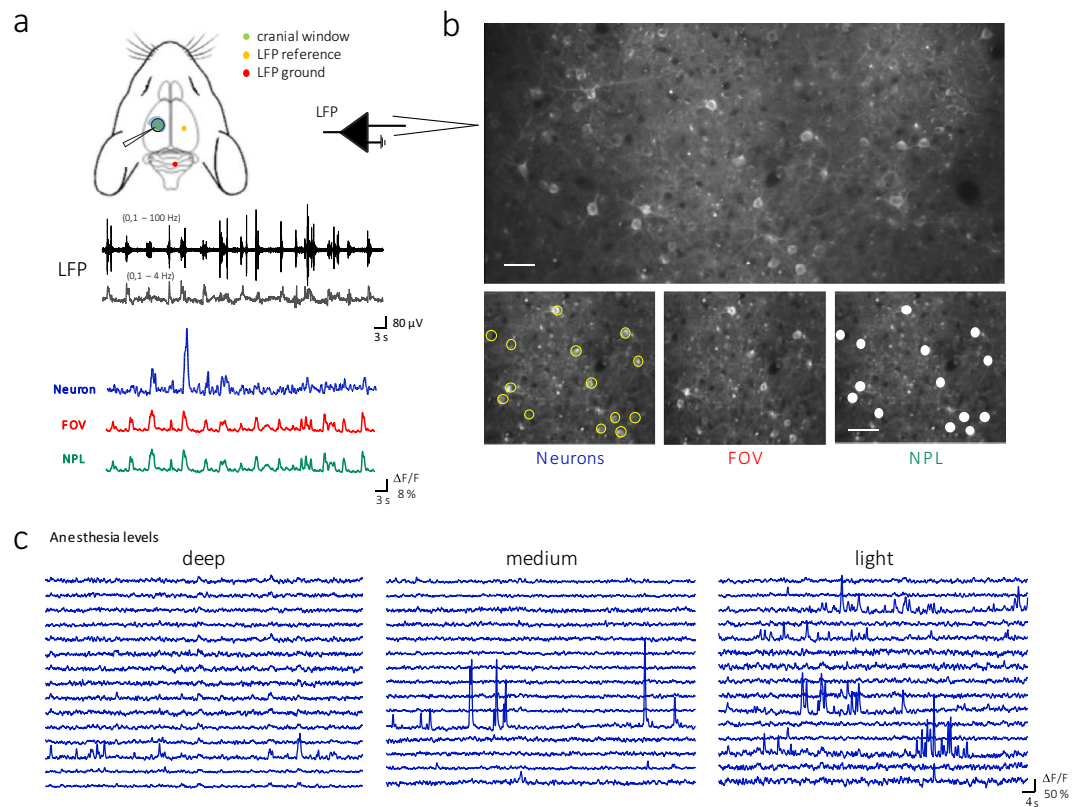 a
cranial window
LFP reference
LFP ground
LFP
(0,1 – 100 Hz)
LFP
(0,1 – 4 Hz)
80 µV
3 s
Neuron
FOV
NPL
ΔF/F
3 s
8 %
b
Neurons
FOV
NPL
c
Anesthesia levels
deep
medium
light
ΔF/F
4 s
50 %